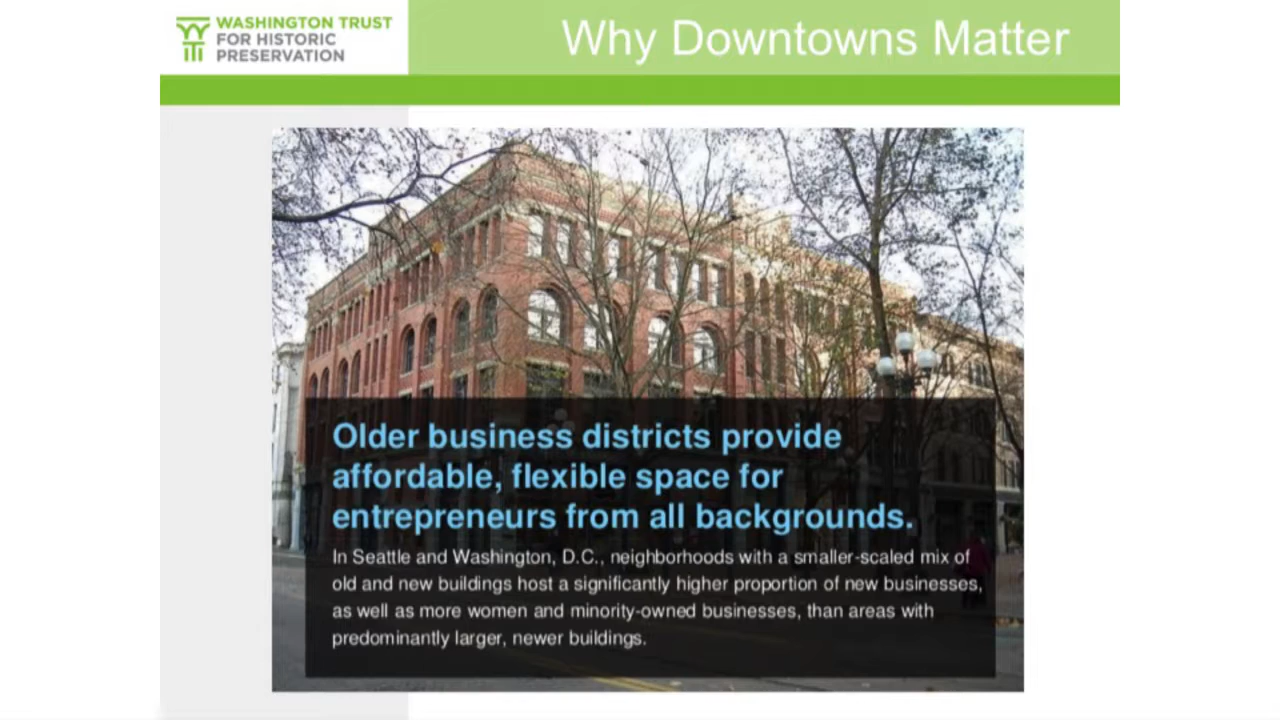 WASHINGTON TRUST
FOR HISTORIC
PRESERVATION
Why Downtowns Matter
Older business districts provide
affordable, flexible space for
entrepreneurs from all backgrounds.
In Seattle and Washington, D.C., neighborhoods with a smaller-scaled mix of
old and new buildings host a significantly higher proportion of new businesses,
as well as more women and minority-owned businesses, than areas with
predominantly larger, newer buildings.